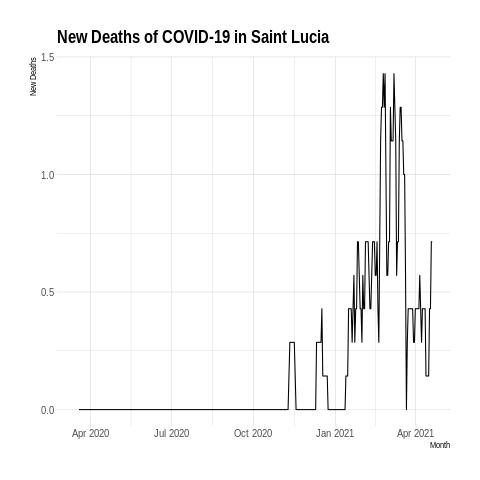 New Deaths of COVID-19 in Saint Lucia
New Deaths
1.5
1.0
0.5
0.0
Apr 2020 Jul 2020 Oct 2020 Jan 2021 Apr 2021
Month